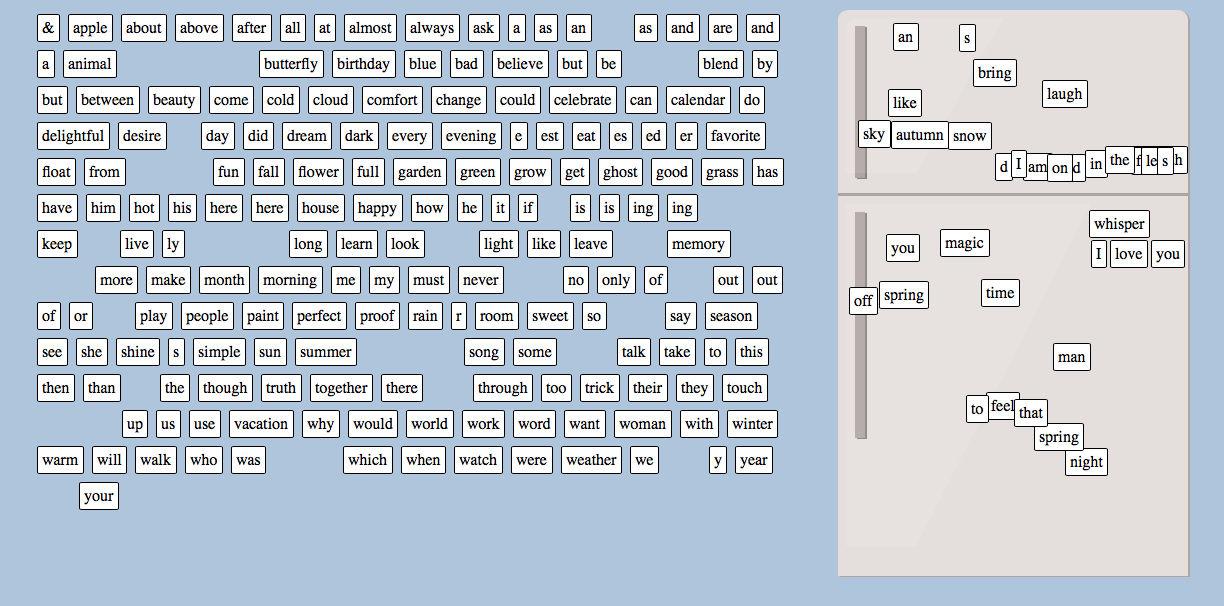 & apple about above after all at almost always ask a as an as and are and
a animal butterfly birthday blue bad believe but be blend by
but between beauty come cold cloud comfort change could celebrate can calendar do
delightful desire day did dream dark every evening e est eat es ed er favorite
float from fun fall flower full garden green grow get ghost good grass has
have him hot his here here house happy how he it if is is ing ing
keep live ly long learn look light like leave memory
more make month morning me my must never no only of out out
of or play people paint perfect proof rain r room sweet so say season
see she shine s simple sun summer song some talk take to this
then than the though truth together there through too trick their they touch
up us use vacation why would world work word want woman with winter
warm will walk who was which when watch were weather we y year
your
an s
bring
laugh
like
sky autumn snow
d I am on d in the f le s h
whisper
I love you
you magic
off spring time
man
to feel that
spring
night